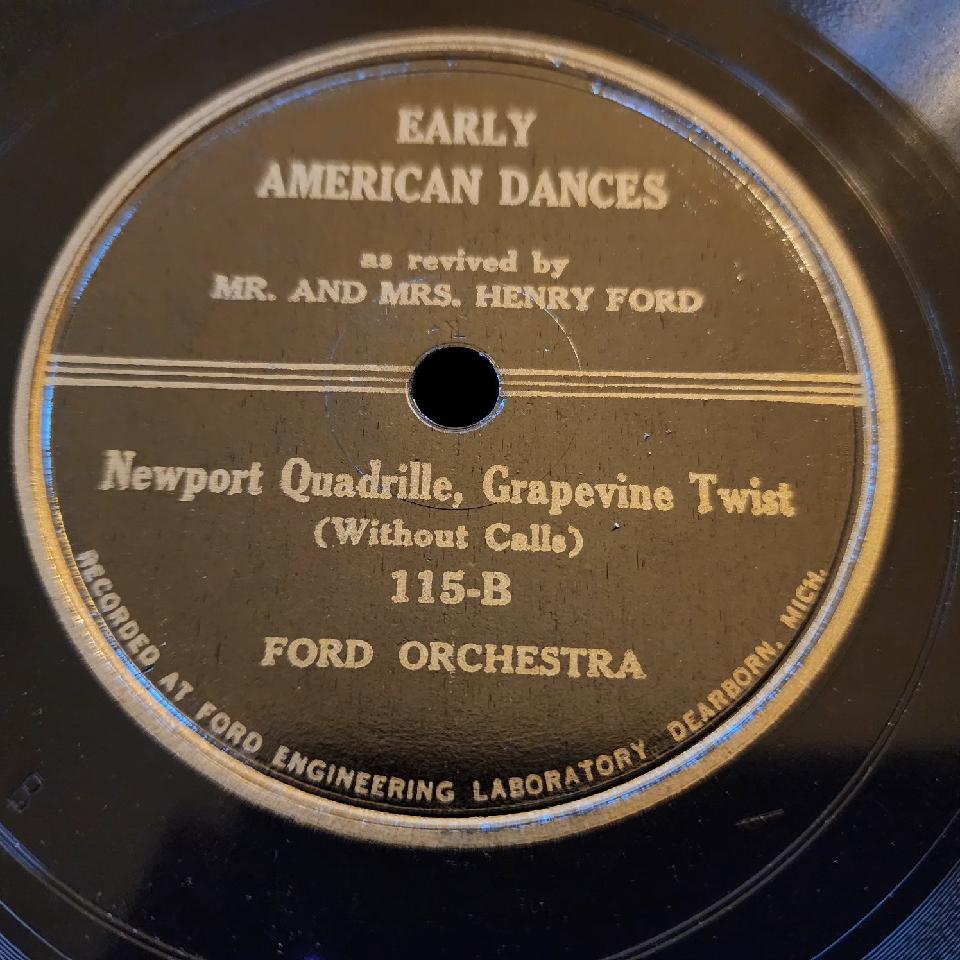 EARLY
AMERICAN DANCES
as revived by
MR. AND MRS. HENRY FORD
Newport Quadrille, Grapevine Twist
(Without Calls)
115-B
FORD ORCHESTRA
RECORDED AT FORD ENGINEERING LABORATORY DEARBORN, MICH.
B